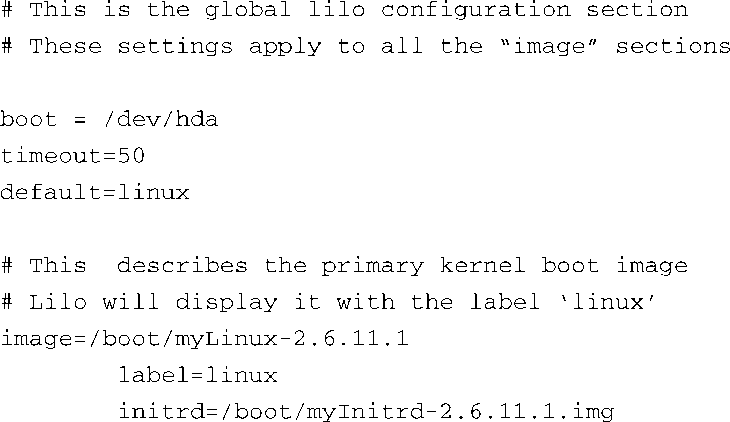 # This is the global lilo configuration section
# These settings apply to all the “image” sections
boot = /dev/hda
timeout=50
default=linux
# This  describes the primary kernel boot image
# Lilo will display it with the label ‘linux’
image=/boot/myLinux-2.6.11.1
        label=linux
        initrd=/boot/myInitrd-2.6.11.1.img